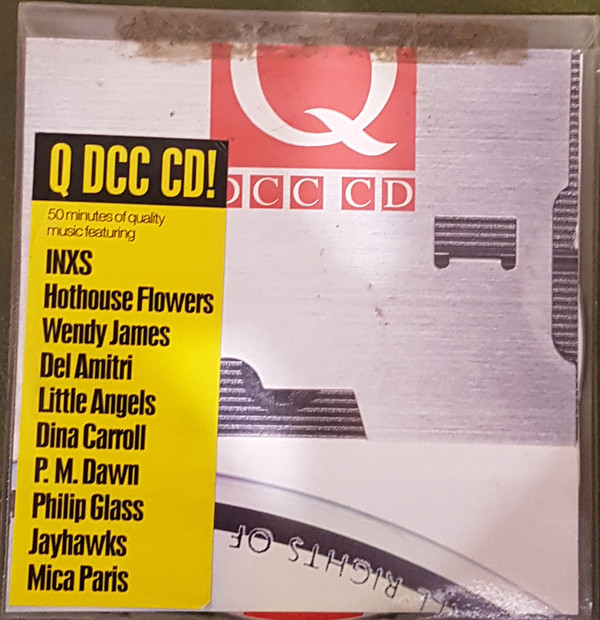 Q
DCC CD
Q DCC CD!
50 minutes of quality
music featuring
INXS
Hothouse Flowers
Wendy James
Del Amitri
Little Angels
Dina Carroll
P. M. Dawn
Philip Glass
Jayhawks
Mica Paris
ALL RIGHTS OF